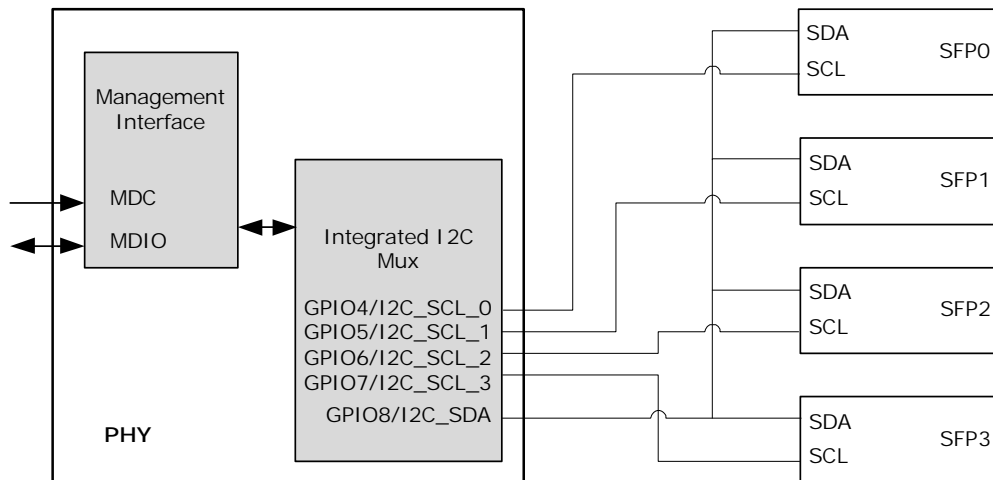 Management
Interface
MDC
MDIO
Integrated I2C
Mux
GPIO4/I2C_SCL_0
GPIO5/I2C_SCL_1
GPIO6/I2C_SCL_2
GPIO7/I2C_SCL_3
GPIO8/I2C_SDA
PHY
SDA
SCL
SFP0
SDA
SCL
SFP1
SDA
SCL
SFP2
SDA
SCL
SFP3